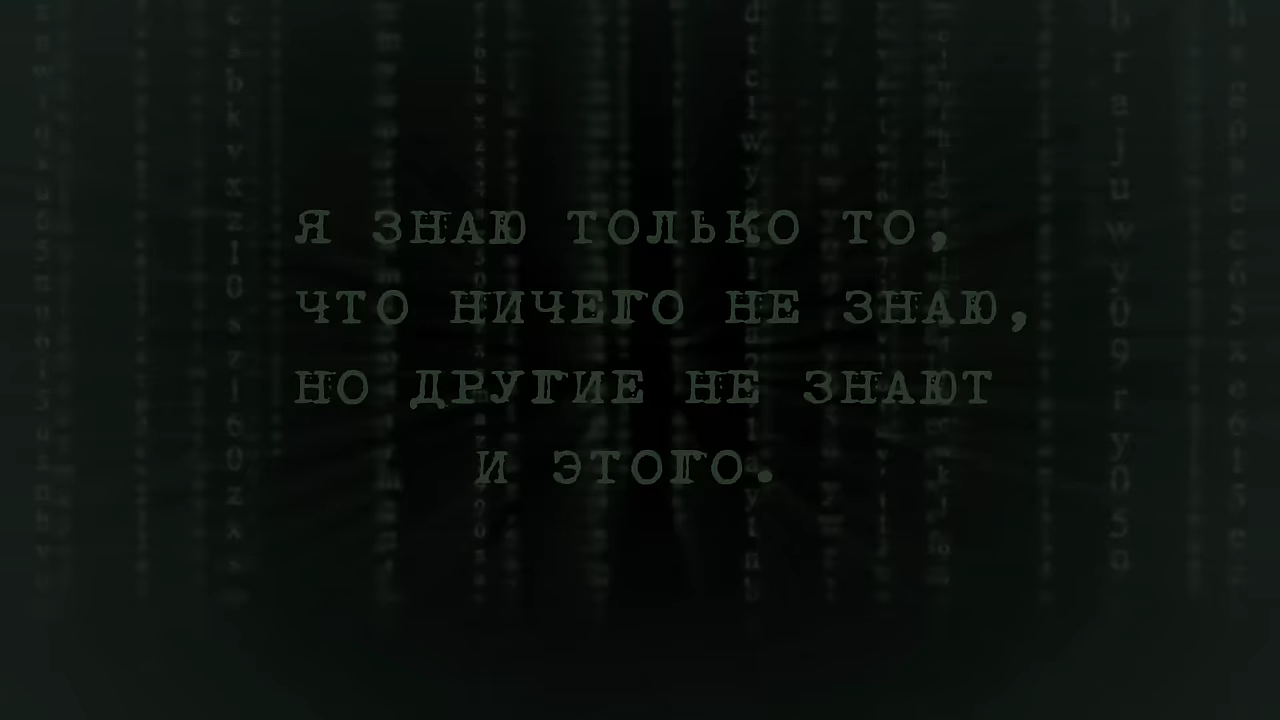 Я ЗНАЮ ТОЛЬКО ТО,
ЧТО НИЧЕГО НЕ ЗНАЮ,
НО ДРУГИЕ НЕ ЗНАЮТ
И ЭТОГО.